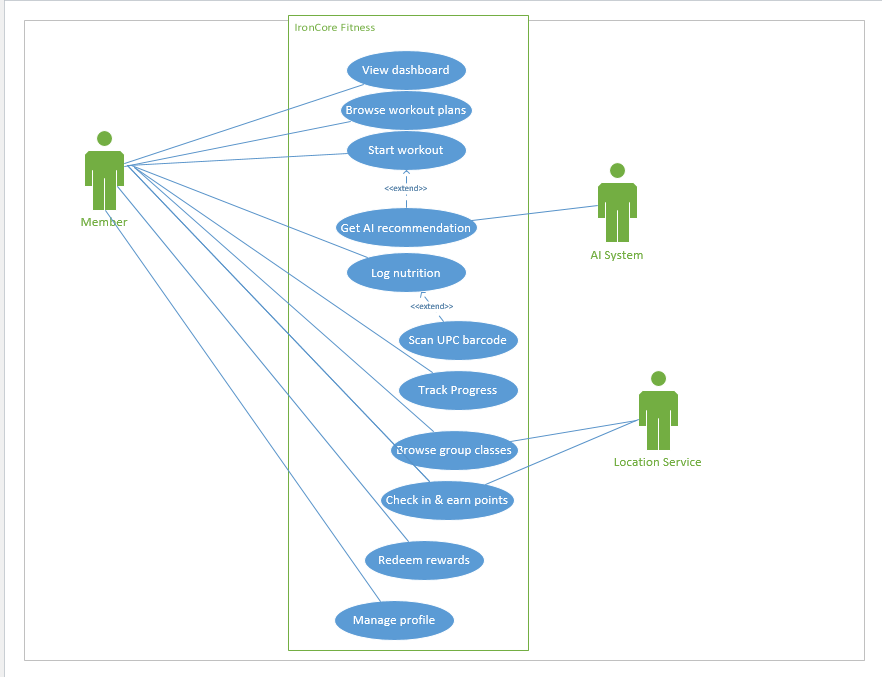 IronCore Fitness
View dashboard
Browse workout plans
Start workout
<<extend>>
Member
Get AI recommendation
AI System
Log nutrition
<<extend>>
Scan UPC barcode
Track Progress
Browse group classes
Location Service
Check in & earn points
Redeem rewards
Manage profile